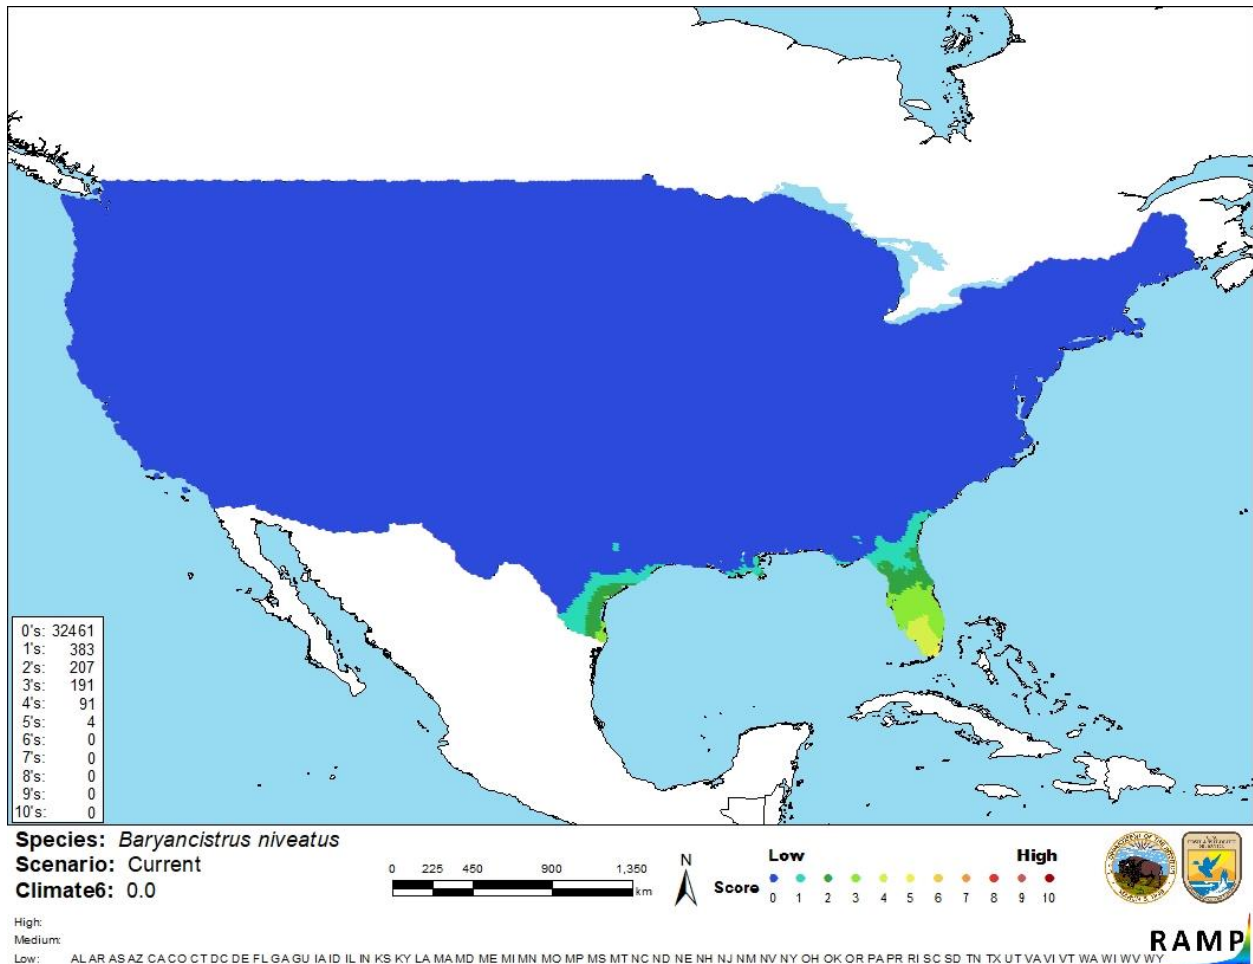 0's: 32461
1's: 383
2's: 207
3's: 191
4's: 91
5's: 4
6's: 0
7's: 0
8's: 0
9's: 0
10's: 0
Species: Baryancistrus niveatus
Scenario: Current
Climate6: 0.0
0 225 450 900 1,350
km
N
Low High
Score
0 1 2 3 4 5 6 7 8 9 10
RAMP
High:
Medium:
Low: AL AR AS AZ CA CO CT DC DE FL GA GU IA ID IL IN KS KY LA MA MD ME MI MN MO MP MS MT NC ND NE NH NJ NM NV NY OH OK OR PA PR RI SC SD TN TX UT VA VI VT WA WI WV WY